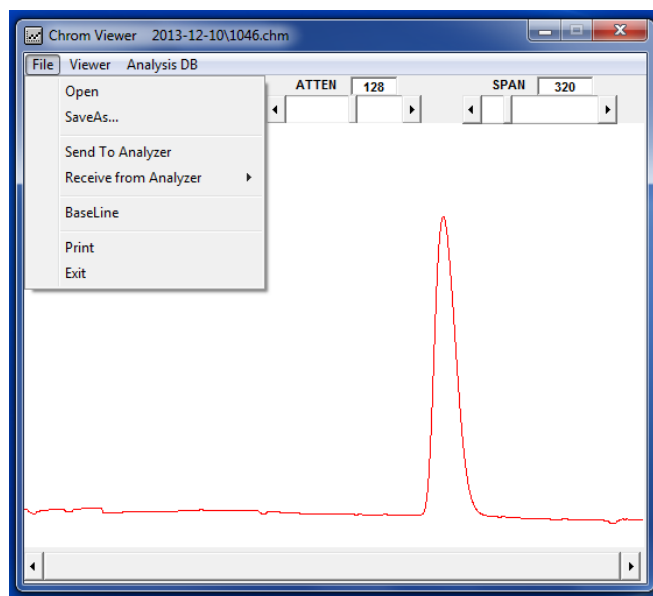 Chrom Viewer 2013-12-10\1046.chm
File Viewer Analysis DB
ATTEN 128 SPAN 320
Open
SaveAs...
Send To Analyzer
Receive from Analyzer
BaseLine
Print
Exit